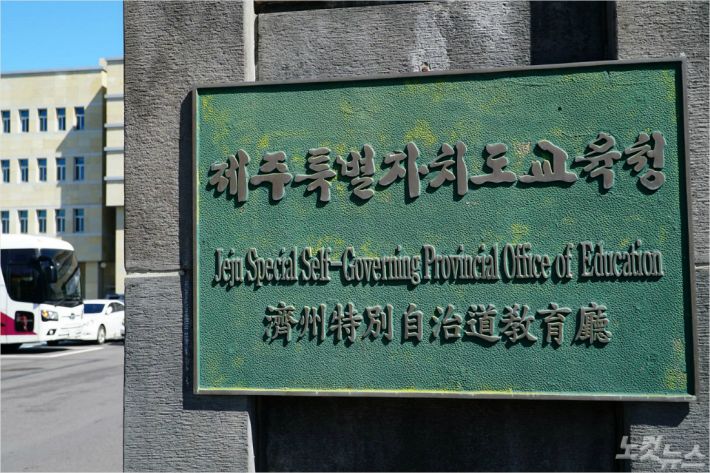 제주특별자치도교육청
Jeju Special Self-Governing Provincial Office of Education
濟州特別自治道教育廳
노컷뉴스